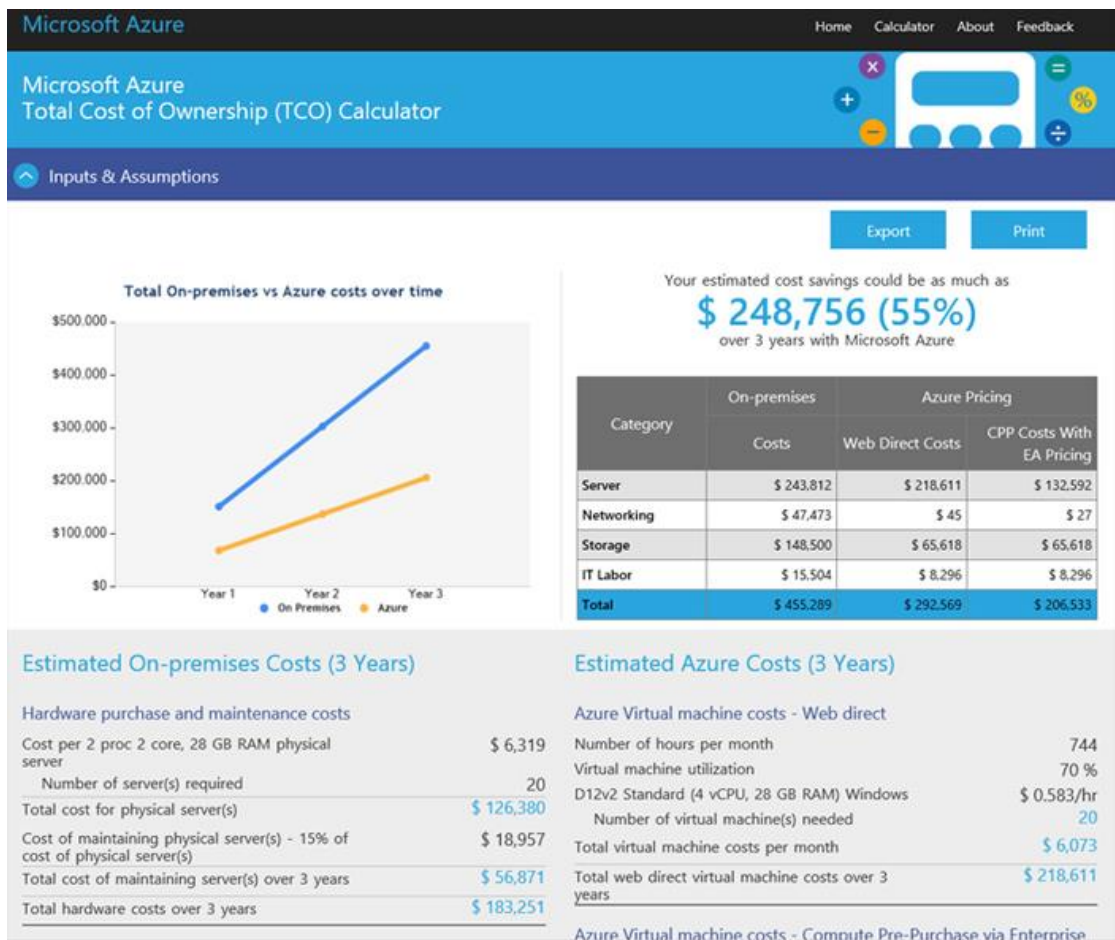 Microsoft Azure
Home Calculator About Feedback
Microsoft Azure
Total Cost of Ownership (TCO) Calculator
x
=
+
%
−
÷
Inputs & Assumptions
Export Print
Total On-premises vs Azure costs over time
$500.000
$400.000
$300.000
$200.000
$100.000
$0
Year 1 Year 2 Year 3
On Premises Azure
Your estimated cost savings could be as much as
$ 248,756 (55%)
over 3 years with Microsoft Azure
Category On-premises Azure Pricing
Costs Web Direct Costs CPP Costs With
EA Pricing
Server $ 243,812 $ 218,611 $ 132,592
Networking $ 47,473 $ 45 $ 27
Storage $ 148,500 $ 65,618 $ 65,618
IT Labor $ 15,504 $ 8,296 $ 8,296
Total $ 455,289 $ 292,569 $ 206,533
Estimated On-premises Costs (3 Years)
Hardware purchase and maintenance costs
Cost per 2 proc 2 core, 28 GB RAM physical $ 6,319
server
Number of server(s) required 20
Total cost for physical server(s) $ 126,380
Cost of maintaining physical server(s) - 15% of $ 18,957
cost of physical server(s)
Total cost of maintaining server(s) over 3 years $ 56,871
Total hardware costs over 3 years $ 183,251
Estimated Azure Costs (3 Years)
Azure Virtual machine costs - Web direct
Number of hours per month 744
Virtual machine utilization 70 %
D12v2 Standard (4 vCPU, 28 GB RAM) Windows $ 0.583/hr
Number of virtual machine(s) needed 20
Total virtual machine costs per month $ 6,073
Total web direct virtual machine costs over 3 $ 218,611
years
Azure Virtual machine costs - Compute Pre-Purchase via Enterprise